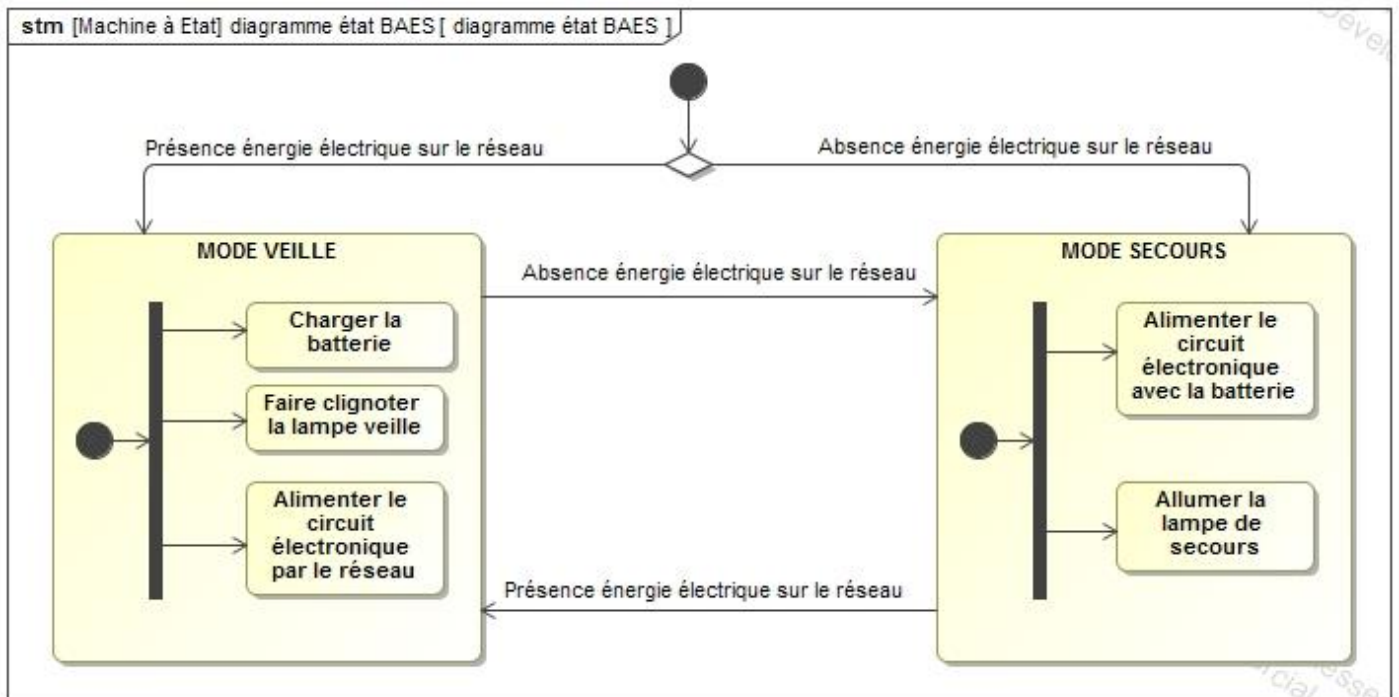 stm [Machine à Etat] diagramme état BAES [ diagramme état BAES ]
Présence énergie électrique sur le réseau
Absence énergie électrique sur le réseau
MODE VEILLE
Charger la
batterie
Faire clignoter
la lampe veille
Alimenter le
circuit
électronique
par le réseau
Absence énergie électrique sur le réseau
Présence énergie électrique sur le réseau
MODE SECOURS
Alimenter le
circuit
électronique
avec la batterie
Allumer la
lampe de
secours